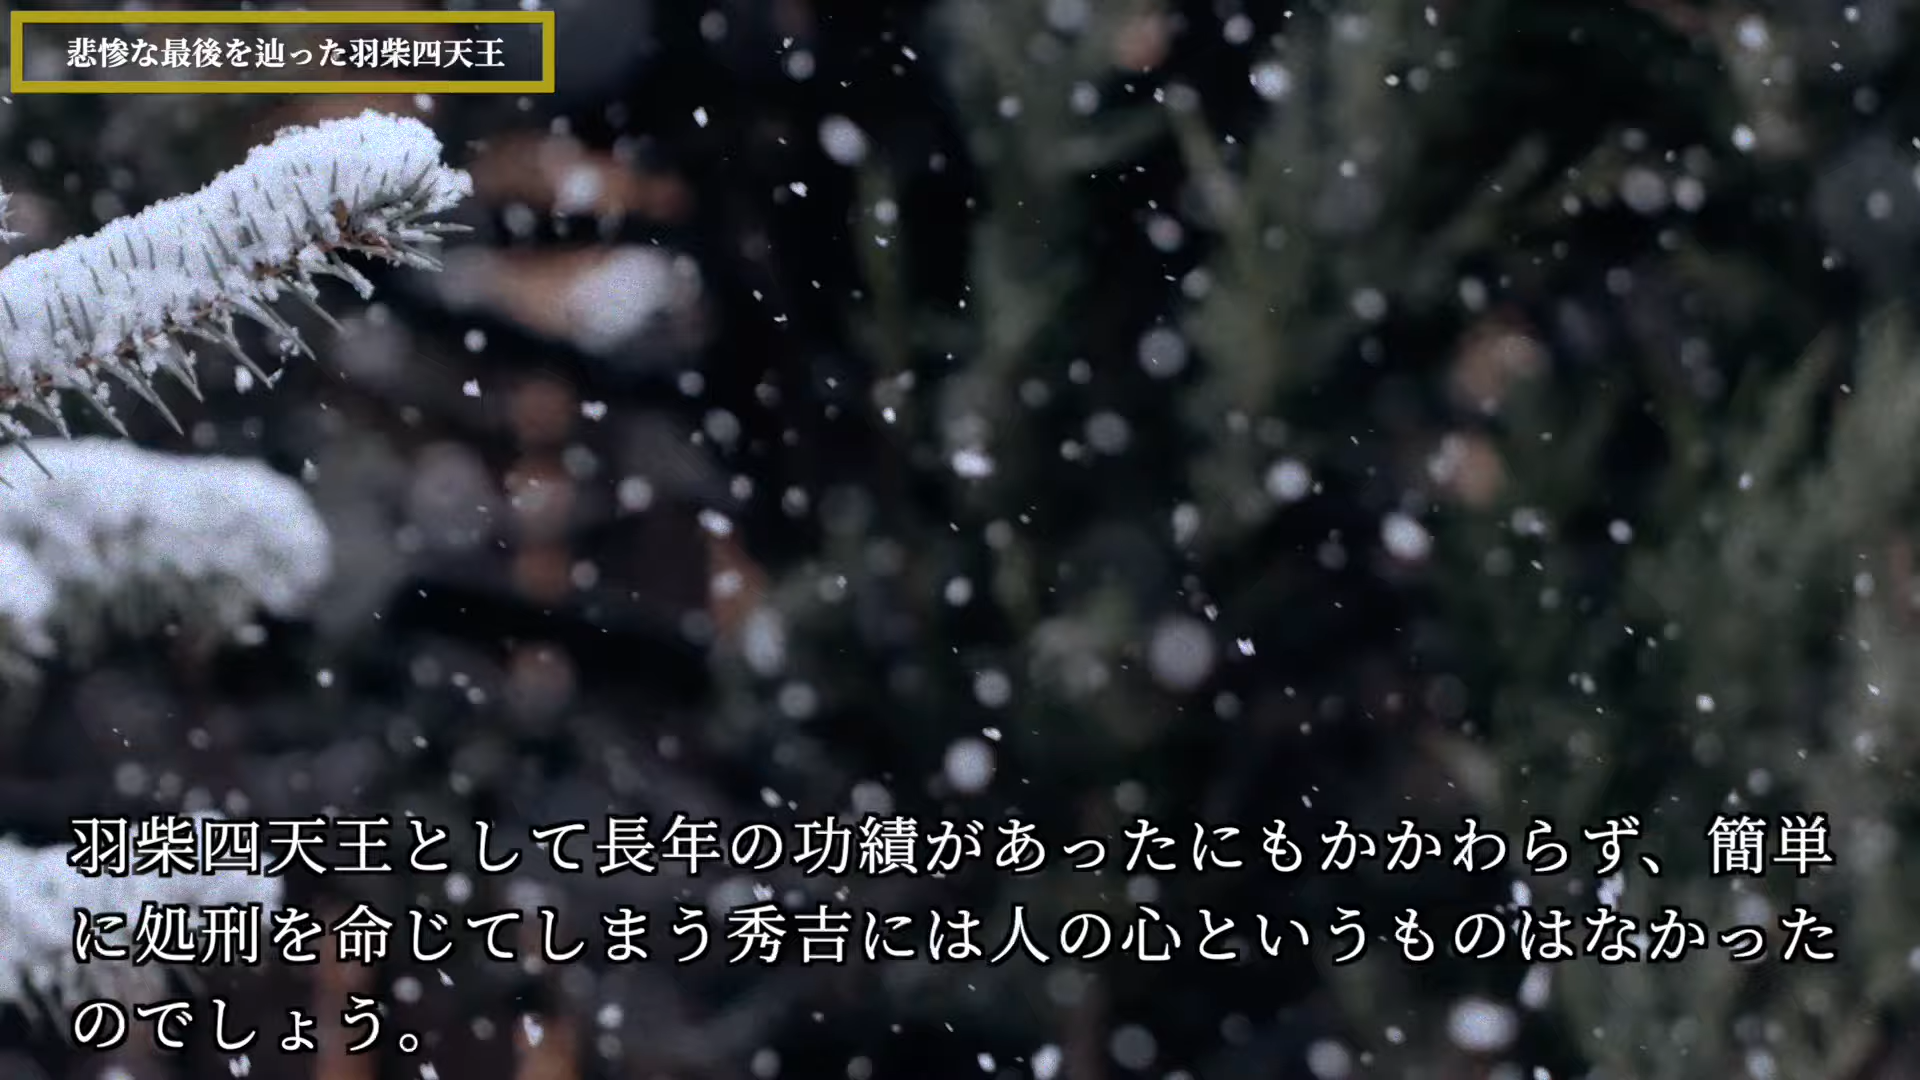 悲惨な最後を辿った羽柴四天王
羽柴四天王として長年の功績があったにもかかわらず、簡単
に処刑を命じてしまう秀吉には人の心というものはなかった
のでしょう。